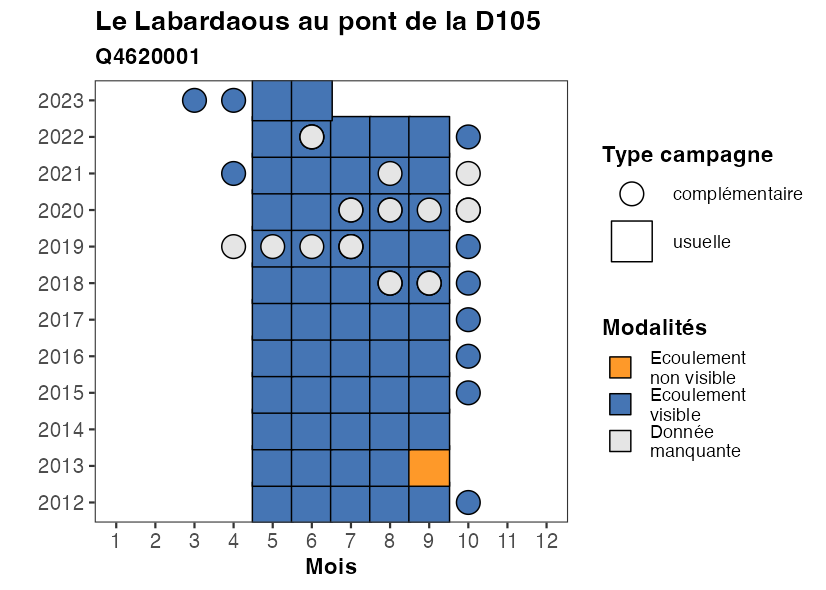 Le Labardaous au pont de la D105
Q4620001
2023
2022
2021
2020
2019
2018
2017
2016
2015
2014
2013
2012
1 2 3 4 5 6 7 8 9 10 11 12
Mois
Type campagne
complémentaire
usuelle
Modalités
Ecoulement
non visible
Ecoulement
visible
Donnée
manquante